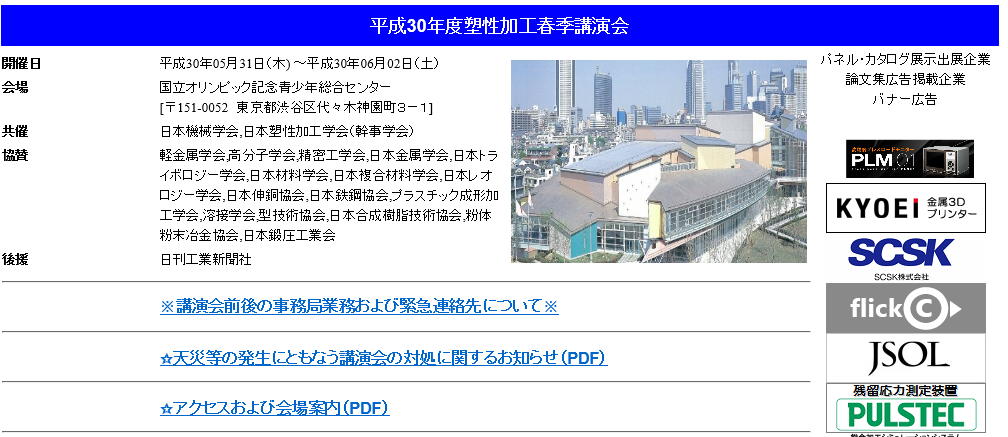 平成30年度塑性加工春季講演会
開催日
平成30年05月31日(木) ～平成30年06月02日(土)
会場
国立オリンピック記念青少年総合センター
[〒151-0052 東京都渋谷区代々木神園町3－1]
共催
日本機械学会,日本塑性加工学会(幹事学会)
協賛
軽金属学会,高分子学会,精密工学会,日本金属学会,日本トラ
イボロジー学会,日本材料学会,日本複合材料学会,日本レオ
ロジー学会,日本伸銅協会,日本鉄鋼協会,プラスチック成形加
工学会,溶接学会,型技術協会,日本合成樹脂技術協会,粉体
粉末冶金協会,日本鍛圧工業会
後援
日刊工業新聞社
※講演会前後の事務局業務および緊急連絡先について※
☆天災等の発生にともなう講演会の対処に関するお知らせ(PDF)
☆アクセスおよび会場案内(PDF)
パネル・カタログ展示出展企業
論文集広告掲載企業
バナー広告
PLM 01
KYOEI 金属3D
プリンター
SCSK
SCSK株式会社
flick C
JSOL
残留応力測定装置
PULSTEC